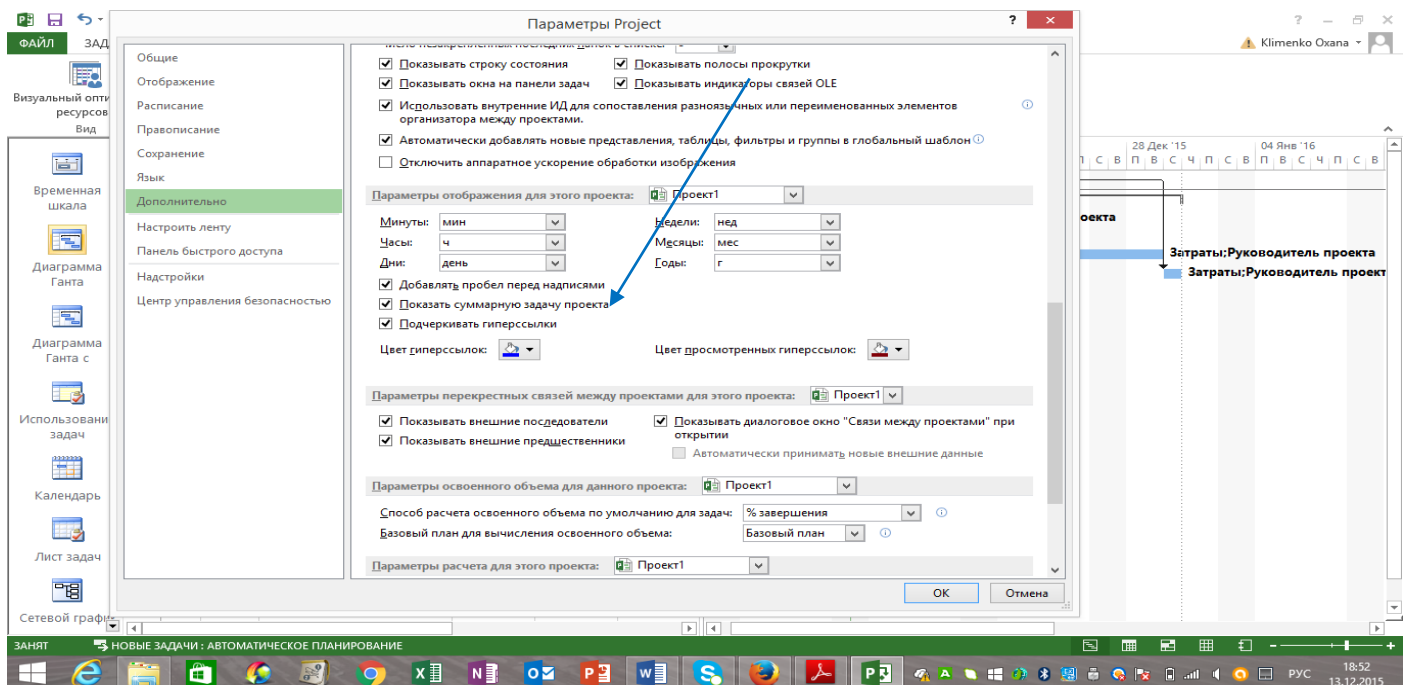 Параметры Project
ФАЙЛ ЗАД
Klimenko Oxana
Визуальный опти
ресурсов
Вид
Временная
шкала
Диаграмма
Ганта
Диаграмма
Ганта с
Использовани
задач
Календарь
Лист задач
Сетевой график
Общие
Отображение
Расписание
Правописание
Сохранение
Язык
Дополнительно
Настроить ленту
Панель быстрого доступа
Надстройки
Центр управления безопасностью
Показывать строку состояния Показывать полосы прокрутки
Показывать окна на панели задач Показывать индикаторы связей OLE
Использовать внутренние ИД для сопоставления разноязычных или переименованных элементов
организатора между проектами.
Автоматически добавлять новые представления, таблицы, фильтры и группы в глобальный шаблон
Отключить аппаратное ускорение обработки изображения
Параметры отображения для этого проекта: Проект1
Минуты: мин Недели: нед
Часы: ч Месяцы: мес
Дни: день Годы: г
Добавлять пробел перед надписями
Показать суммарную задачу проекта
Подчеркивать гиперссылки
Цвет гиперссылок: Цвет просмотренных гиперссылок:
Параметры перекрестных связей между проектами для этого проекта: Проект1
Показывать внешние последователи Показывать диалоговое окно "Связи между проектами" при
открытии
Показывать внешние предшественники
Автоматически принимать новые внешние данные
Параметры освоенного объема для данного проекта: Проект1
Способ расчета освоенного объема по умолчанию для задач: % завершения
Базовый план для вычисления освоенного объема: Базовый план
Параметры расчета для этого проекта: Проект1
ОК Отмена
28 Дек '15 04 Янв '16
С В П В С Ч П С В П В С Ч П С В
оекта
Затраты;Руководитель проекта
Затраты;Руководитель проект
ЗАНЯТ НОВЫЕ ЗАДАЧИ : АВТОМАТИЧЕСКОЕ ПЛАНИРОВАНИЕ
РУС
18:52
13.12.2015